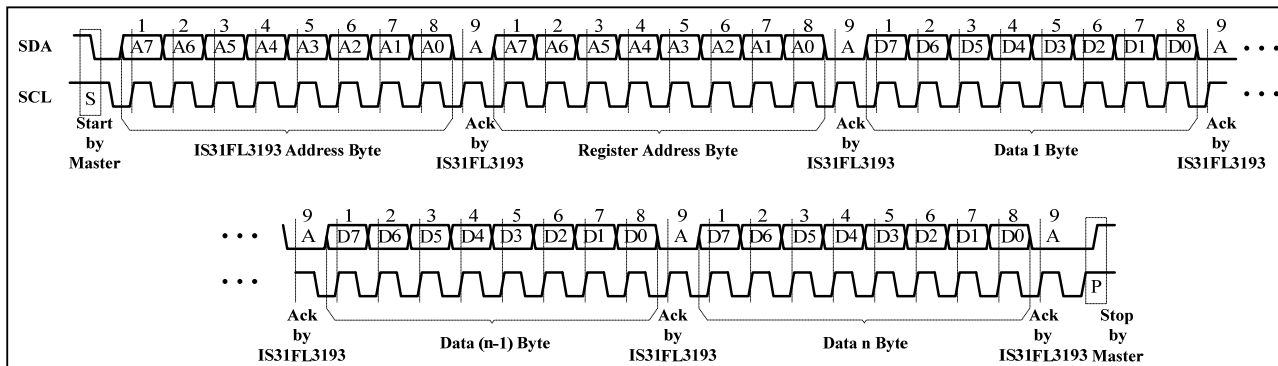 1 2 3 4 5 6 7 8 9 1 2 3 4 5 6 7 8 9 1 2 3 4 5 6 7 8 9
SDA A7 A6 A5 A4 A3 A2 A1 A0 A A7 A6 A5 A4 A3 A2 A1 A0 A D7 D6 D5 D4 D3 D2 D1 D0 A • • •
SCL S • • •
Start by Master
IS31FL3193 Address Byte
Ack by IS31FL3193
Register Address Byte
Ack by IS31FL3193
Data 1 Byte
Ack by IS31FL3193
9 1 2 3 4 5 6 7 8 9 1 2 3 4 5 6 7 8 9
• • • A D7 D6 D5 D4 D3 D2 D1 D0 A D7 D6 D5 D4 D3 D2 D1 D0 A
• • • P
Ack by IS31FL3193
Data (n-1) Byte
Ack by IS31FL3193
Data n Byte
Ack by IS31FL3193
Stop by Master